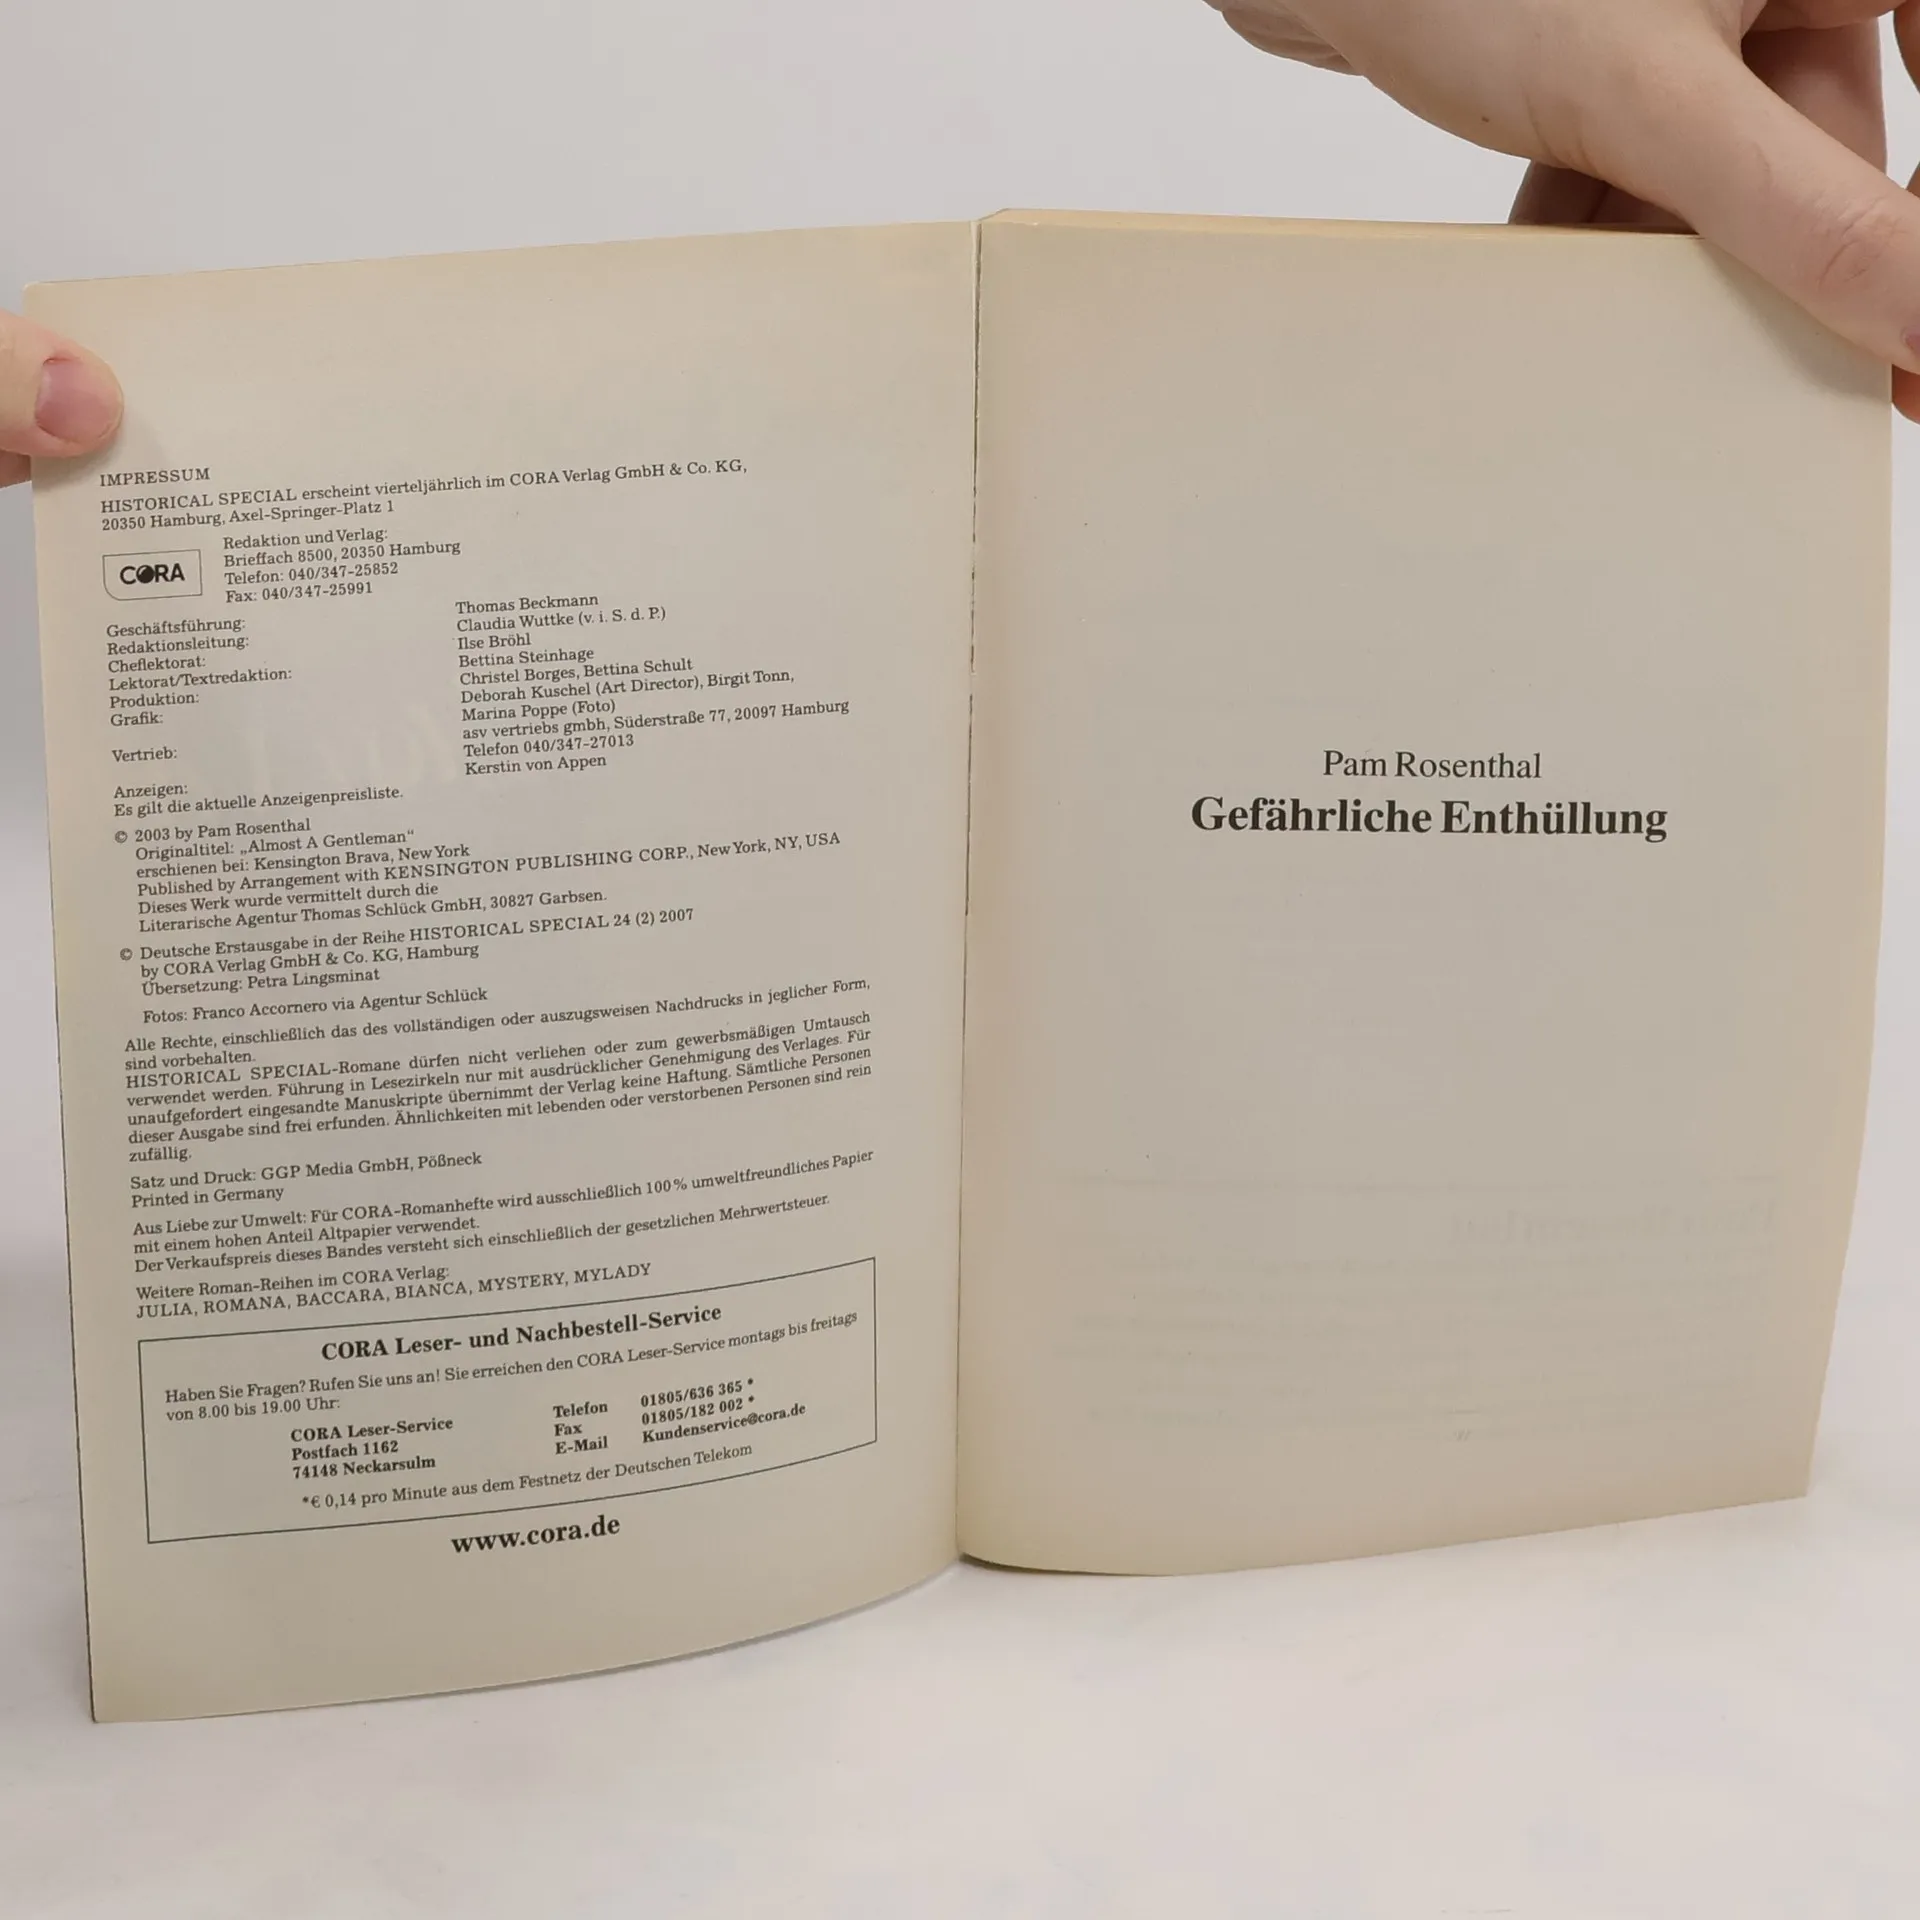 IMPRESSUM
HISTORICAL SPECIAL erscheint vierteljährlich im CORA Verlag GmbH & Co. KG,
20350 Hamburg, Axel-Springer-Platz 1
CORA
Redaktion und Verlag:
Brieffach 8500, 20350 Hamburg
Telefon: 040/347-25852
Fax: 040/347-25991
Geschäftsführung: Thomas Beckmann
Redaktionsleitung: Claudia Wuttke (v. i. S. d. P.)
Cheflektorat: Ilse Bröhl
Lektorat/Textredaktion: Bettina Steinhage
Produktion: Christel Borges, Bettina Schult
Grafik: Deborah Kuschel (Art Director), Birgit Tonn,
Marina Poppe (Foto)
Vertrieb: asv vertriebs gmbh, Süderstraße 77, 20097 Hamburg
Telefon 040/347-27013
Anzeigen: Kerstin von Appen
Es gilt die aktuelle Anzeigenpreisliste.
© 2003 by Pam Rosenthal
Originaltitel: „Almost A Gentleman“
erschienen bei: Kensington Brava, New York
Published by Arrangement with KENSINGTON PUBLISHING CORP., New York, NY, USA
Dieses Werk wurde vermittelt durch die
Literarische Agentur Thomas Schlück GmbH, 30827 Garbsen.
© Deutsche Erstausgabe in der Reihe HISTORICAL SPECIAL 24 (2) 2007
by CORA Verlag GmbH & Co. KG, Hamburg
Übersetzung: Petra Lingsminat
Fotos: Franco Accornero via Agentur Schlück
Alle Rechte, einschließlich das des vollständigen oder auszugsweisen Nachdrucks in jeglicher Form,
sind vorbehalten.
HISTORICAL SPECIAL-Romane dürfen nicht verliehen oder zum gewerbsmäßigen Umtausch
verwendet werden. Führung in Lesezirkeln nur mit ausdrücklicher Genehmigung des Verlages. Für
unaufgefordert eingesandte Manuskripte übernimmt der Verlag keine Haftung. Sämtliche Personen
dieser Ausgabe sind frei erfunden. Ähnlichkeiten mit lebenden oder verstorbenen Personen sind rein
zufällig.
Satz und Druck: GGP Media GmbH, Pößneck
Printed in Germany
Aus Liebe zur Umwelt: Für CORA-Romanhefte wird ausschließlich 100 % umweltfreundliches Papier
mit einem hohen Anteil Altpapier verwendet.
Der Verkaufspreis dieses Bandes versteht sich einschließlich der gesetzlichen Mehrwertsteuer.
Weitere Roman-Reihen im CORA Verlag:
JULIA, ROMANA, BACCARA, BIANCA, MYSTERY, MYLADY
CORA Leser- und Nachbestell-Service
Haben Sie Fragen? Rufen Sie uns an! Sie erreichen den CORA Leser-Service montags bis freitags
von 8.00 bis 19.00 Uhr:
CORA Leser-Service Telefon 01805/636 365 *
Postfach 1162 Fax 01805/182 002 *
74148 Neckarsulm E-Mail Kundenservice@cora.de
*€ 0,14 pro Minute aus dem Festnetz der Deutschen Telekom
www.cora.de
Pam Rosenthal
Gefährliche Enthüllung